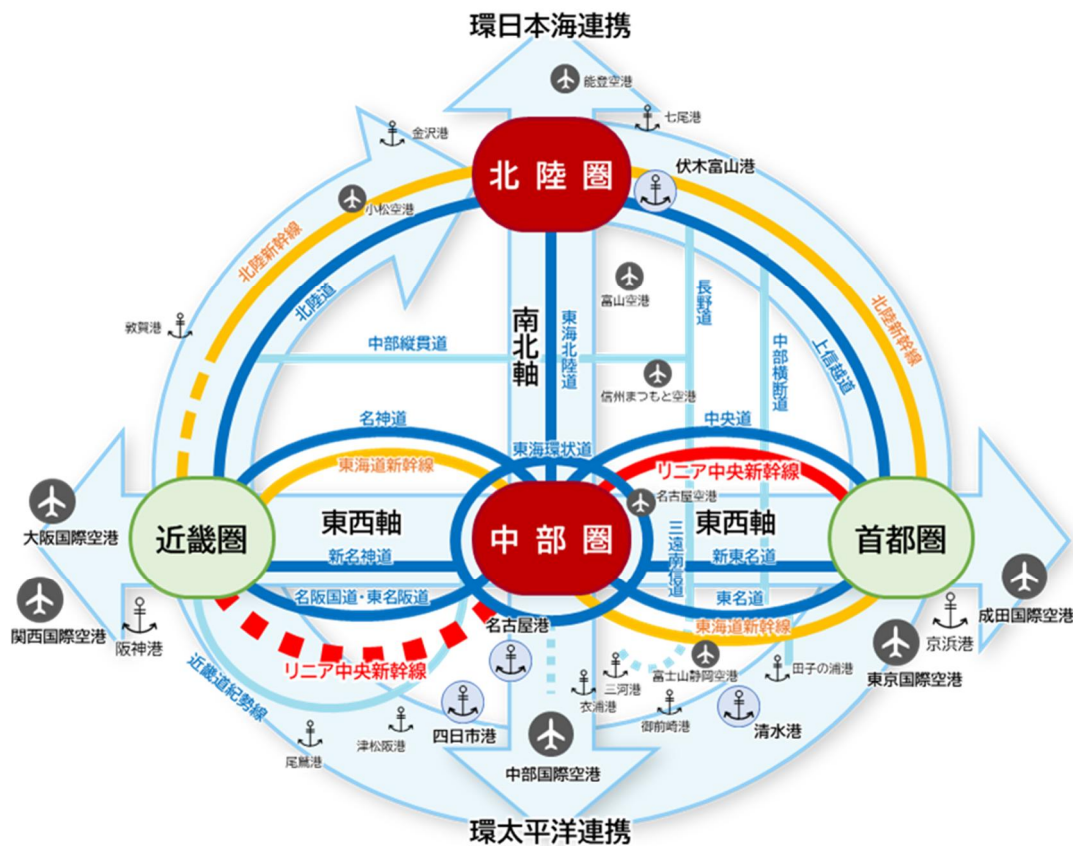 環日本海連携
能登空港
七尾港
金沢港
北陸圏
伏木富山港
小松空港
北陸新幹線
北陸道
富山空港
長野道
北陸新幹線
敦賀港
南北軸
東海北陸道
中部縦貫道
中部横断道
上信越道
信州まつもと空港
名神道
東海環状道
中央道
東海道新幹線
リニア中央新幹線
名古屋空港
大阪国際空港
近畿圏
東西軸
中部圏
三遠南信道
東西軸
首都圏
新名神道
新東名道
名阪国道・東名阪道
東名道
成田国際空港
関西国際空港
阪神港
名古屋港
東海道新幹線
京浜港
リニア中央新幹線
富士山静岡空港
田子の浦港
東京国際空港
近畿道紀勢線
三河港
衣浦港
御前崎港
清水港
尾鷲港
津松阪港
四日市港
中部国際空港
環太平洋連携